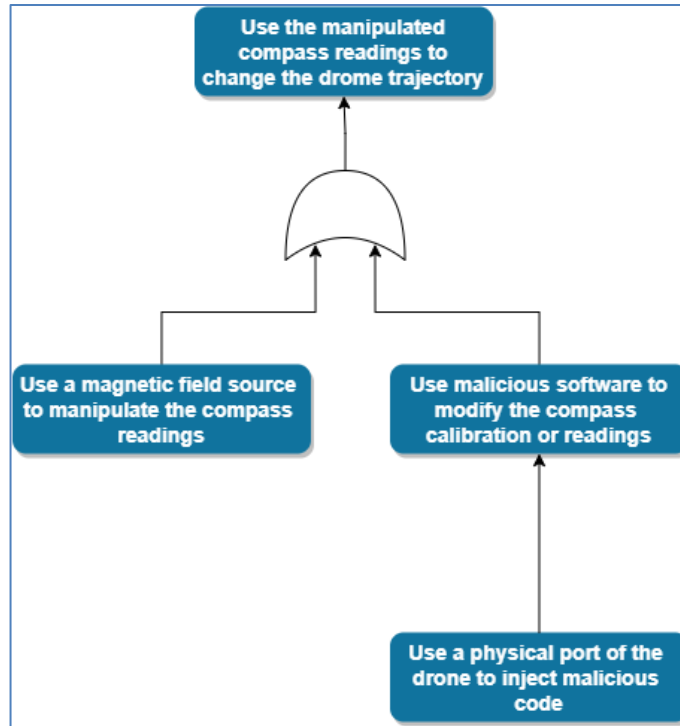 Use the manipulated
compass readings to
change the drome trajectory
Use a magnetic field source
to manipulate the compass
readings
Use malicious software to
modify the compass
calibration or readings
Use a physical port of the
drone to inject malicious
code